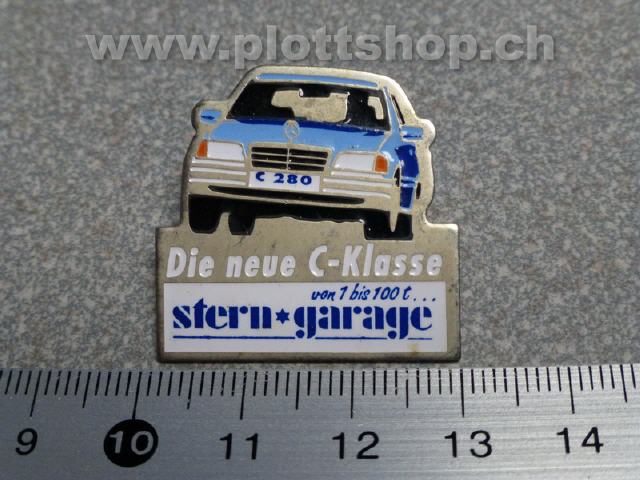 www.plottshop.ch
C 280
Die neue C-Klasse
von 1 bis 100 t...
stern*garage
9 10 11 12 13 14